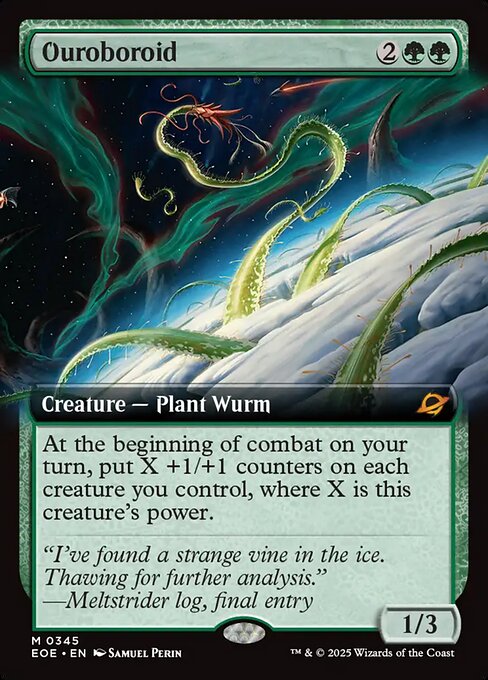 Ouroboroid 2
Creature — Plant Wurm
At the beginning of combat on your
turn, put X +1/+1 counters on each
creature you control, where X is this
creature's power.
“I've found a strange vine in the ice.
Thawing for further analysis.”
—Meltstrider log, final entry
1/3
M 0345
EOE • EN SAMUEL PERIN
™ & © 2025 Wizards of the Coast